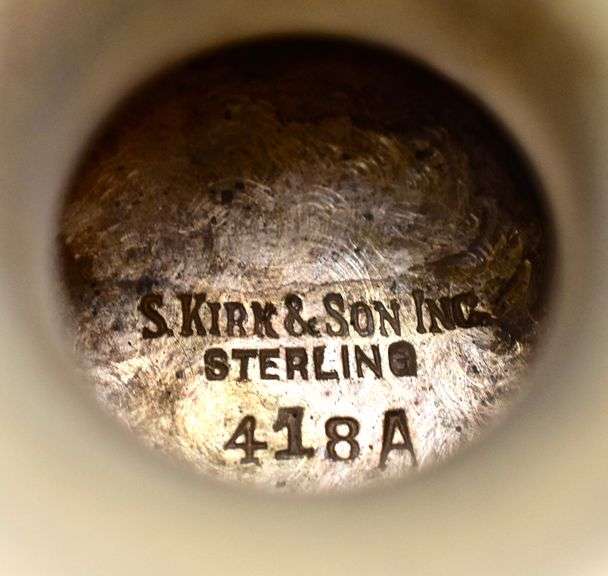 S. KIRK & SON INC.
STERLING
418A